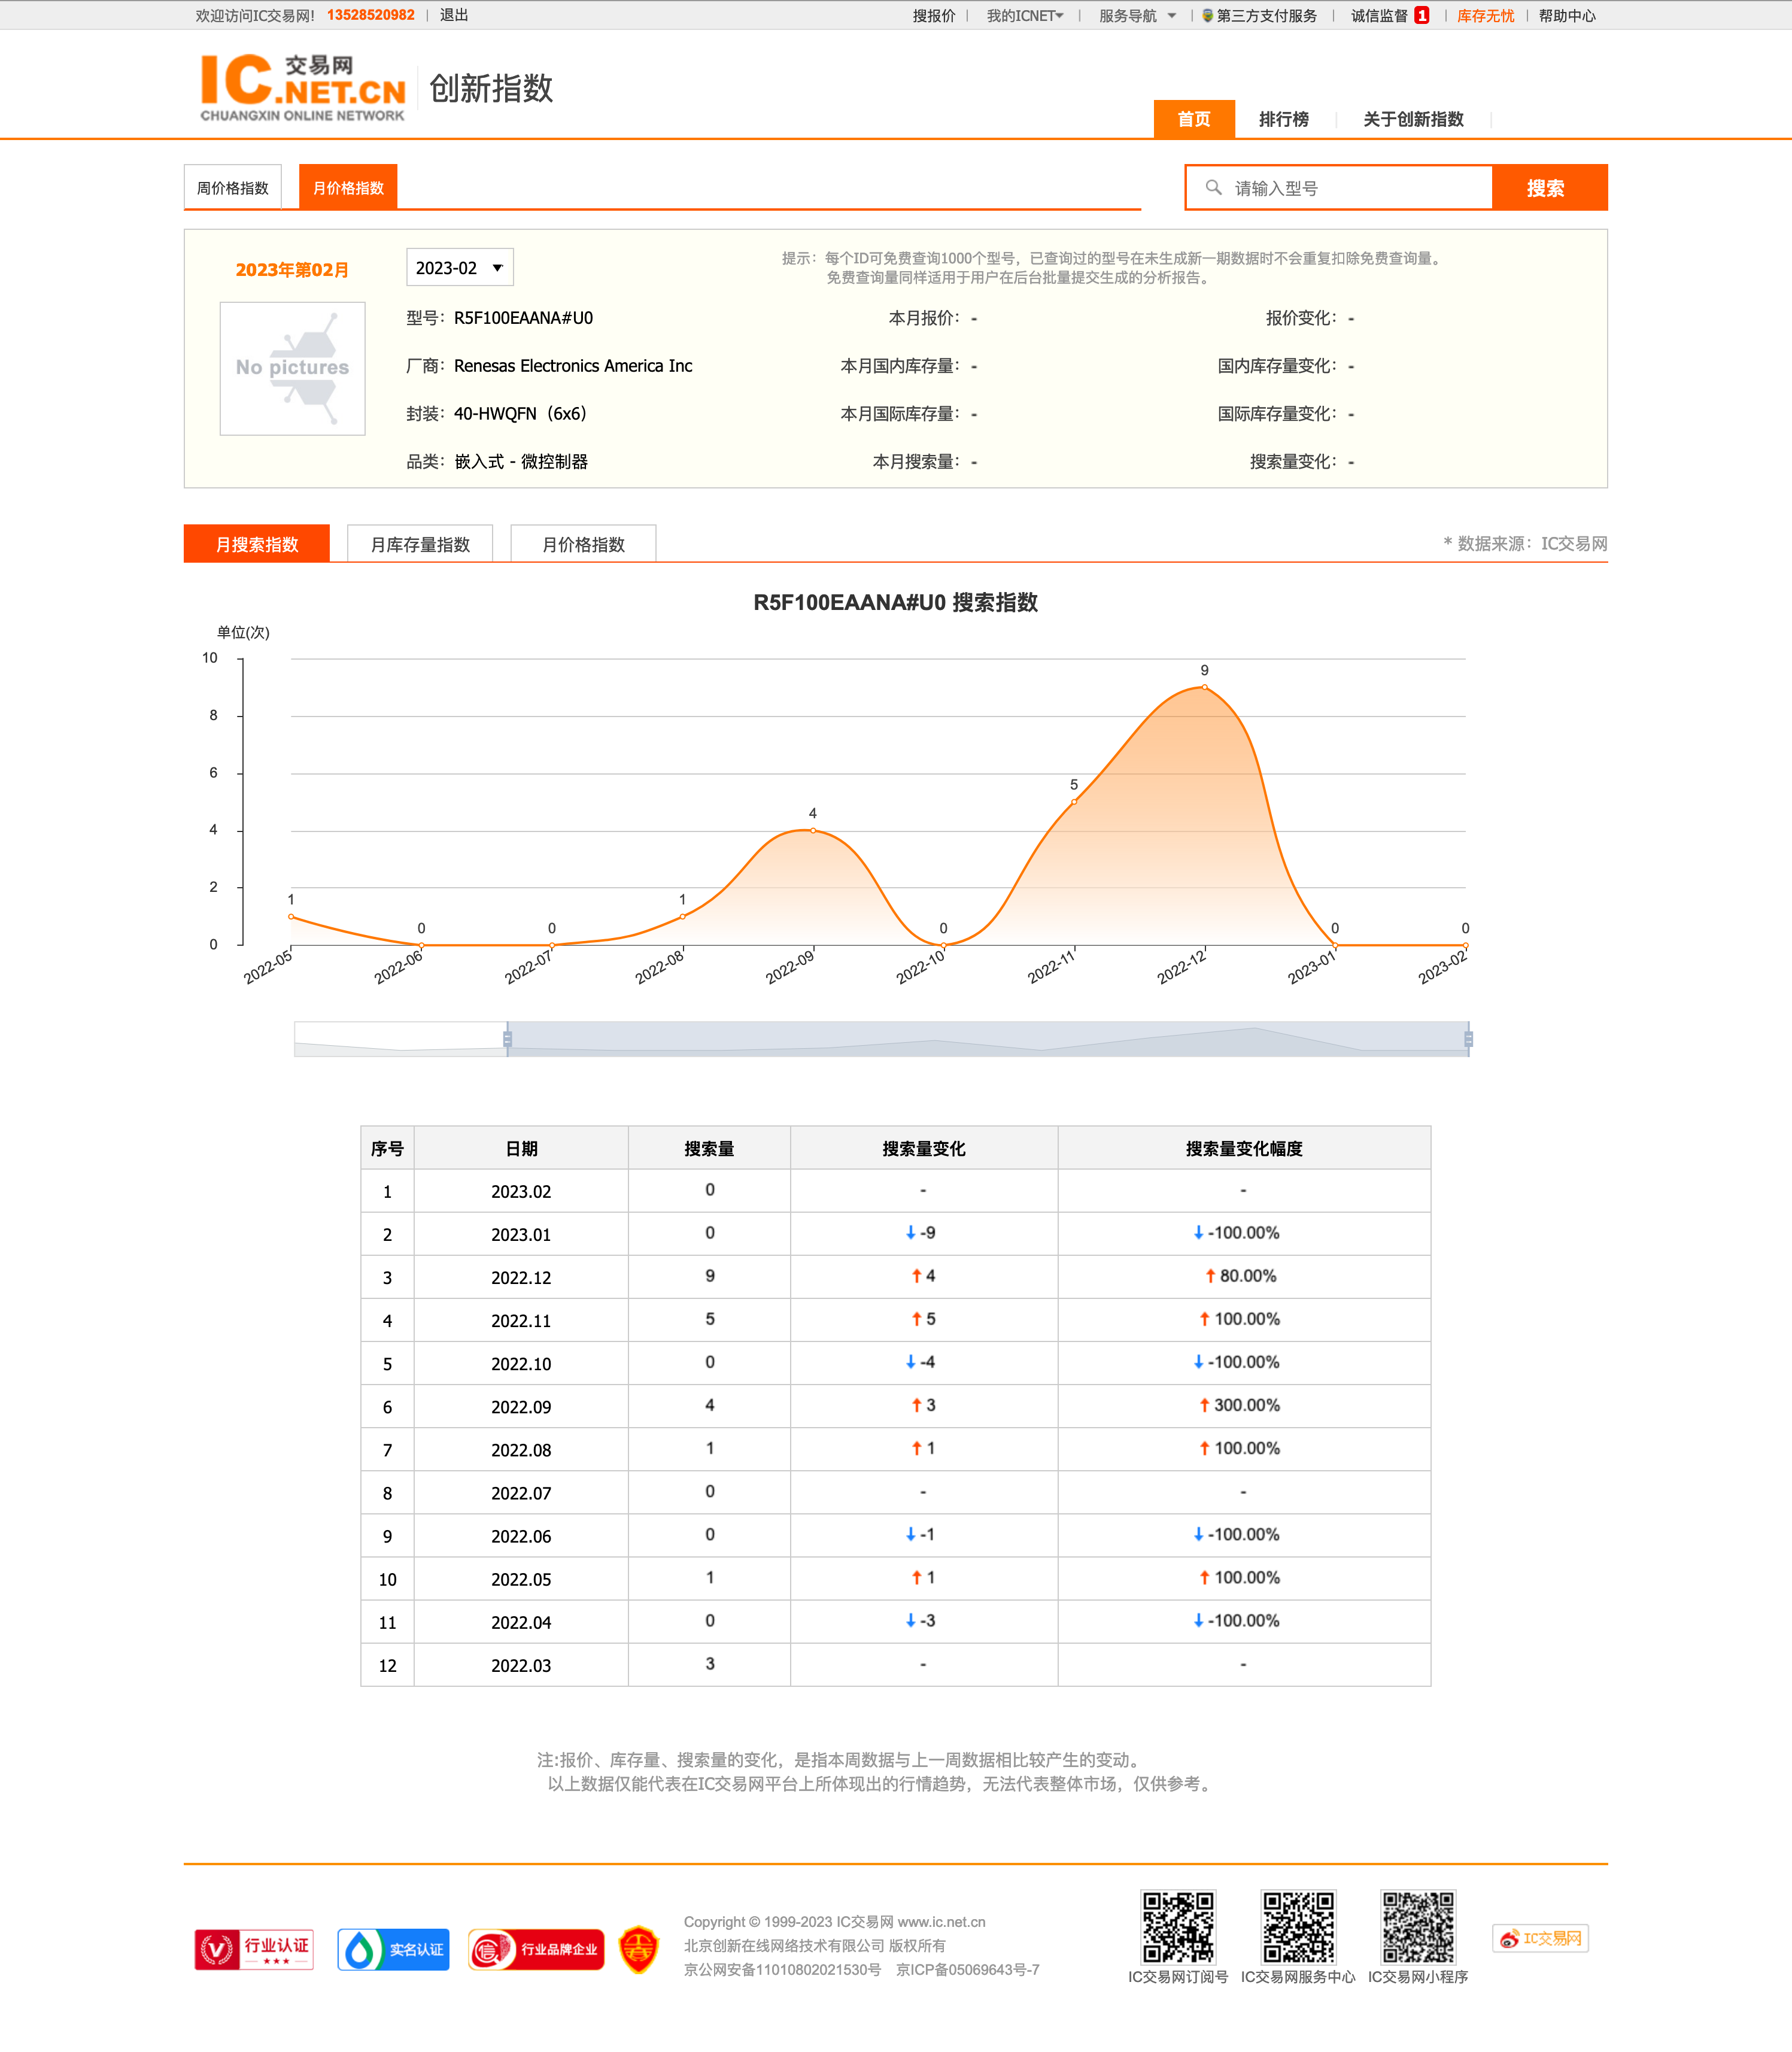 欢迎访问IC交易网! 13528520982 | 退出 搜报价 | 我的ICNET | 服务导航 | 第三方支付服务 | 诚信监督 1 | 库存无忧 | 帮助中心
IC交易网.NET.CN
CHUANGXIN ONLINE NETWORK
创新指数
首页 排行榜 关于创新指数
周价格指数 月价格指数 请输入型号 搜索
2023年第02月 2023-02
提示：每个ID可免费查询1000个型号，已查询过的型号在未生成新一期数据时不会重复扣除免费查询量。
免费查询量同样适用于用户在后台批量提交生成的分析报告。
No pictures
型号：R5F100EAANA#U0 本月报价：- 报价变化：-
厂商：Renesas Electronics America Inc 本月国内库存量：- 国内库存量变化：-
封装：40-HWQFN（6x6） 本月国际库存量：- 国际库存量变化：-
品类：嵌入式 - 微控制器 本月搜索量：- 搜索量变化：-
月搜索指数 月库存量指数 月价格指数 * 数据来源：IC交易网
R5F100EAANA#U0 搜索指数
单位(次)
10
8
6
4
2
0
1 0 0 1 4 0 5 9 0 0
2022-05 2022-06 2022-07 2022-08 2022-09 2022-10 2022-11 2022-12 2023-01 2023-02
序号 日期 搜索量 搜索量变化 搜索量变化幅度
1 2023.02 0 - -
2 2023.01 0 ↓-9 ↓-100.00%
3 2022.12 9 ↑4 ↑80.00%
4 2022.11 5 ↑5 ↑100.00%
5 2022.10 0 ↓-4 ↓-100.00%
6 2022.09 4 ↑3 ↑300.00%
7 2022.08 1 ↑1 ↑100.00%
8 2022.07 0 - -
9 2022.06 0 ↓-1 ↓-100.00%
10 2022.05 1 ↑1 ↑100.00%
11 2022.04 0 ↓-3 ↓-100.00%
12 2022.03 3 - -
注:报价、库存量、搜索量的变化，是指本周数据与上一周数据相比较产生的变动。
以上数据仅能代表在IC交易网平台上所体现出的行情趋势，无法代表整体市场，仅供参考。
行业认证 实名认证 信 行业品牌企业
Copyright © 1999-2023 IC交易网 www.ic.net.cn
北京创新在线网络技术有限公司 版权所有
京公网安备11010802021530号 京ICP备05069643号-7
IC交易网订阅号 IC交易网服务中心 IC交易网小程序
IC交易网